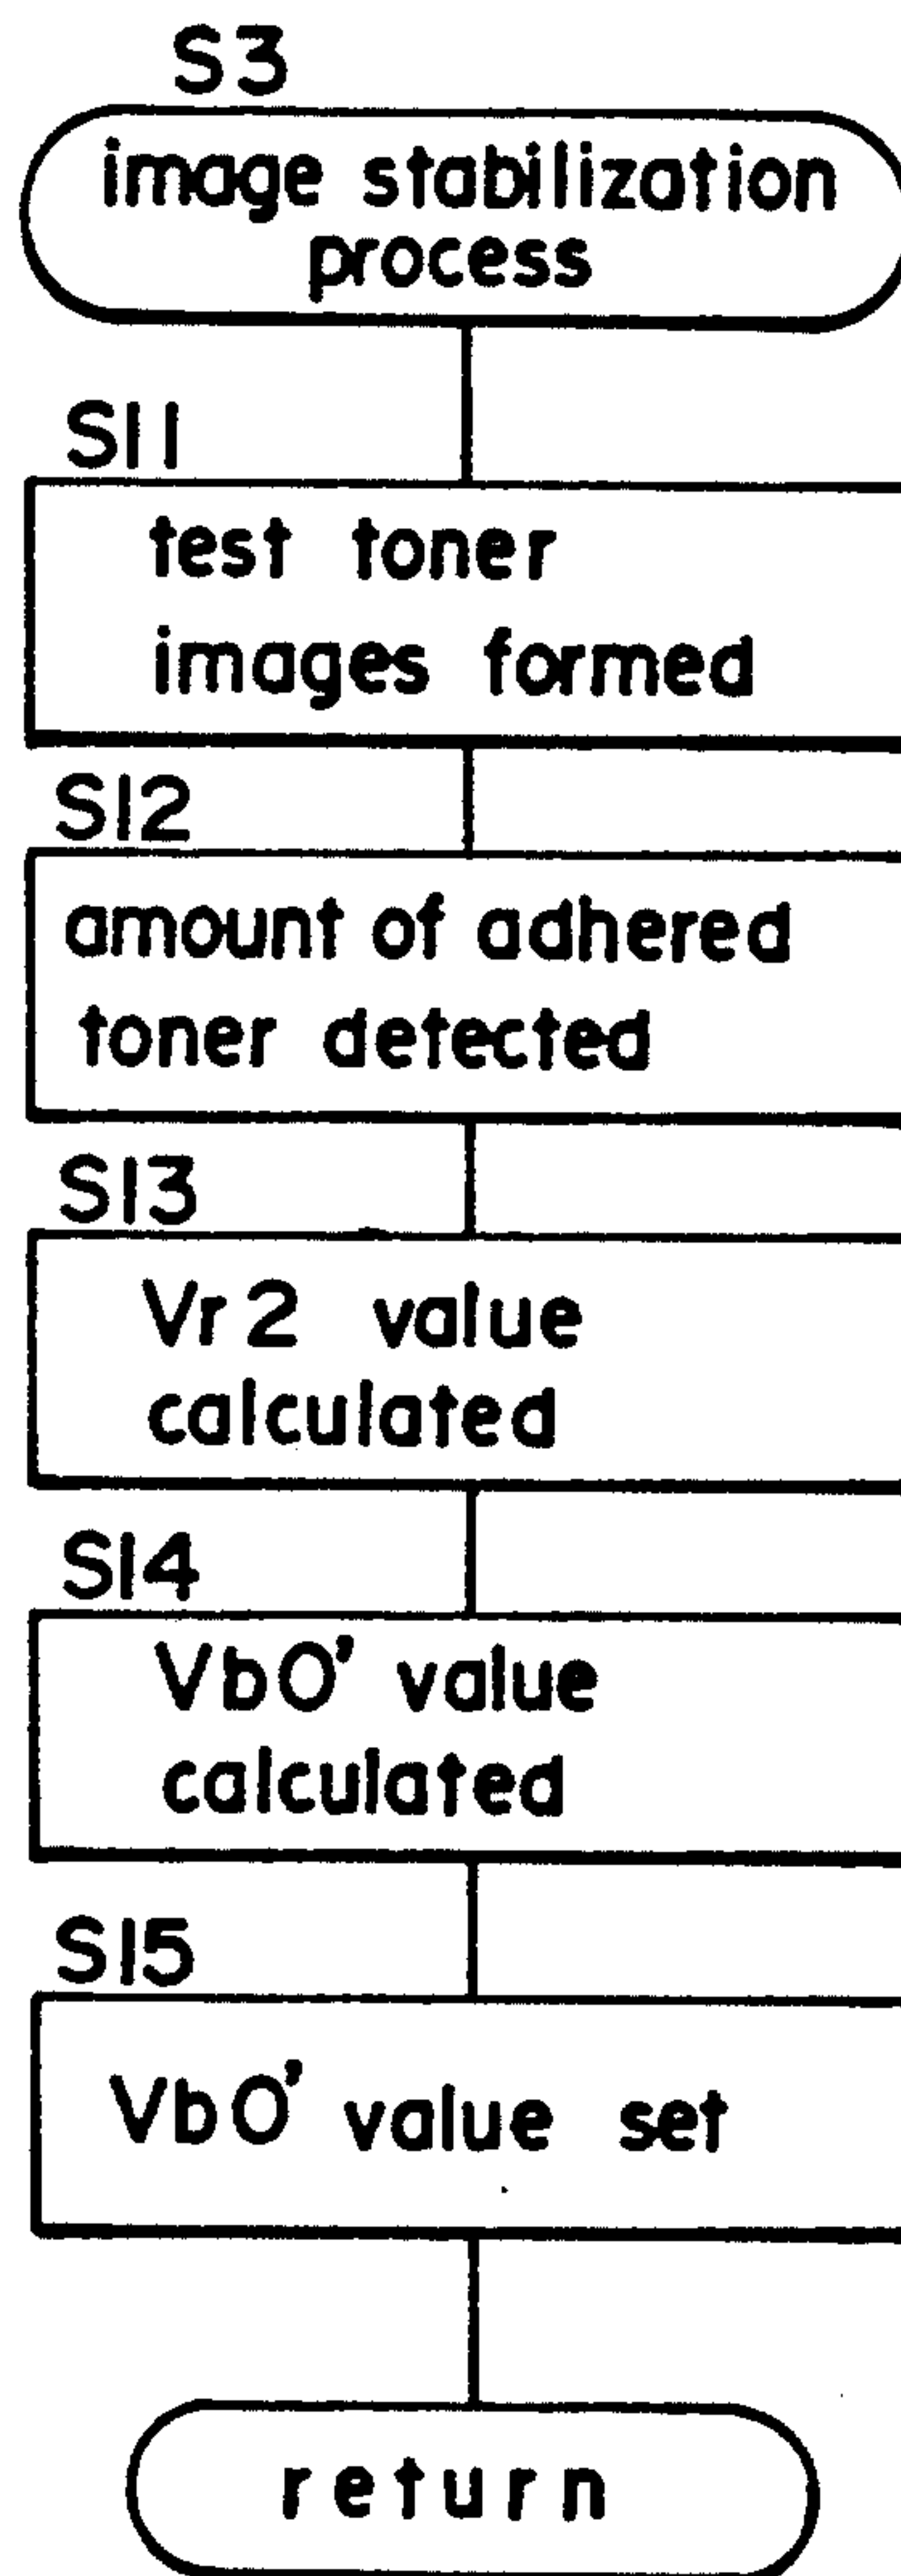 S3
image stabilization
process
S11
test toner
images formed
S12
amount of adhered
toner detected
S13
Vr2 value
calculated
S14
Vb0' value
calculated
S15
Vb0' value set
return